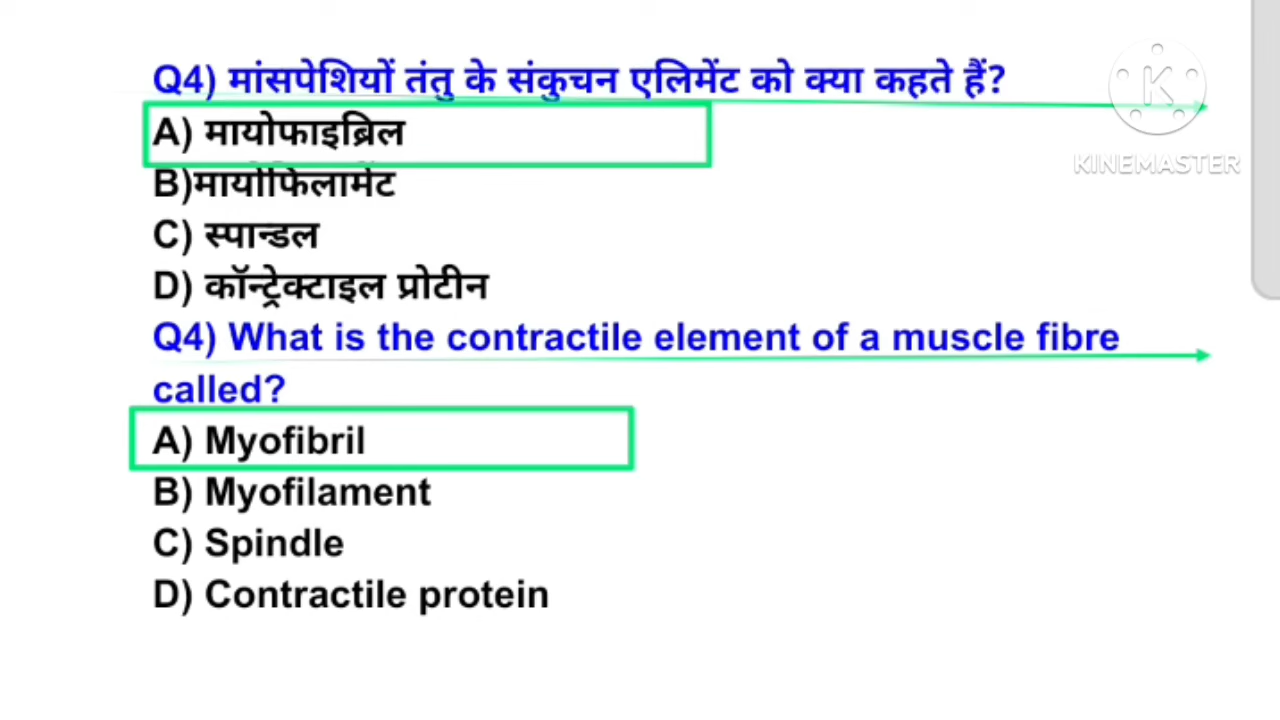 Q4) मांसपेशियों तंतु के संकुचन एलिमेंट को क्या कहते हैं?
A) मायोफाइब्रिल
B)मायोफिलामेंट
C) स्पान्डल
D) कॉन्ट्रेक्टाइल प्रोटीन
Q4) What is the contractile element of a muscle fibre
called?
A) Myofibril
B) Myofilament
C) Spindle
D) Contractile protein
K
KINEMASTER